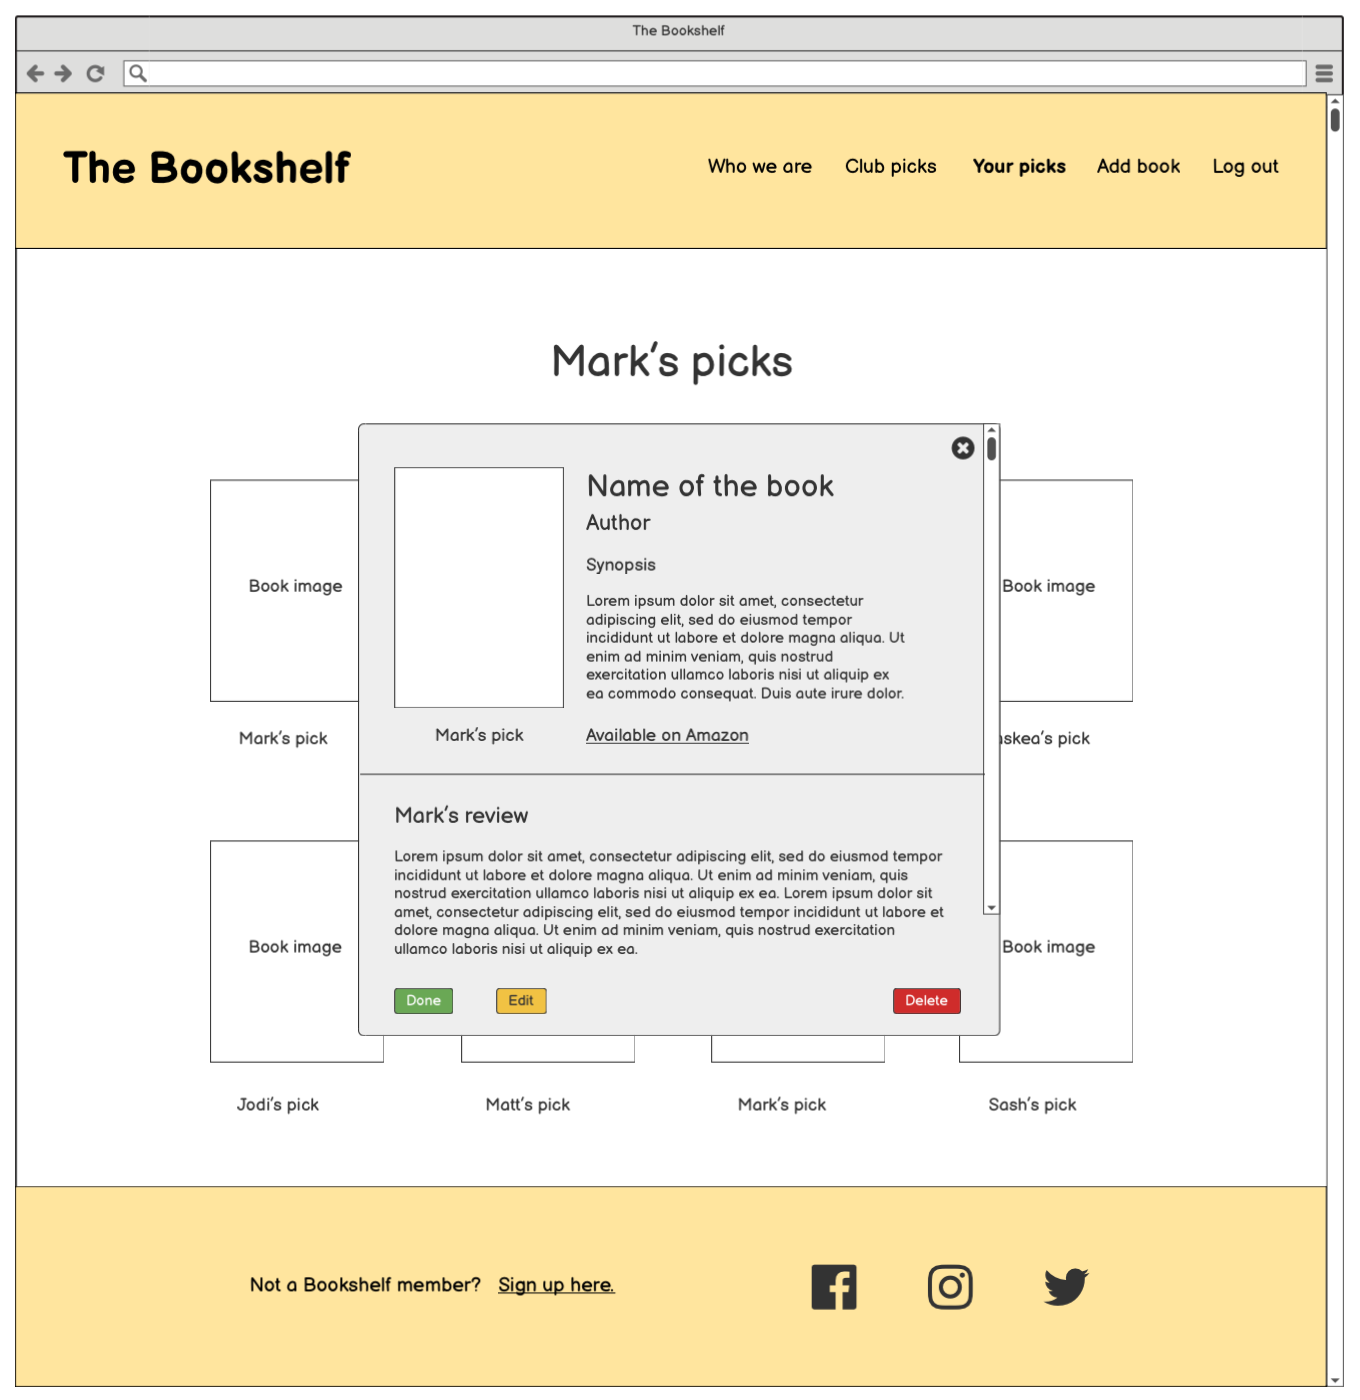 The Bookshelf
The Bookshelf
Who we are
Club picks
Your picks
Add book
Log out
Mark's picks
Book image
Mark's pick
Name of the book
Author
Synopsis
Lorem ipsum dolor sit amet, consectetur
adipiscing elit, sed do eiusmod tempor
incididunt ut labore et dolore magna aliqua. Ut
enim ad minim veniam, quis nostrud
exercitation ullamco laboris nisi ut aliquip ex
ea commodo consequat. Duis aute irure dolor.
Mark's pick
Available on Amazon
Book image
pick
Mark's review
Lorem ipsum dolor sit amet, consectetur adipiscing elit, sed do eiusmod tempor
incididunt ut labore et dolore magna aliqua. Ut enim ad minim veniam, quis
nostrud exercitation ullamco laboris nisi ut aliquip ex ea. Lorem ipsum dolor sit
amet, consectetur adipiscing elit, sed do eiusmod tempor incididunt ut labore et
dolore magna aliqua. Ut enim ad minim veniam, quis nostrud exercitation
ullamco laboris nisi ut aliquip ex ea.
Done
Edit
Delete
Book image
Book image
Jodi's pick
Matt's pick
Mark's pick
Sash's pick
Not a Bookshelf member? Sign up here.